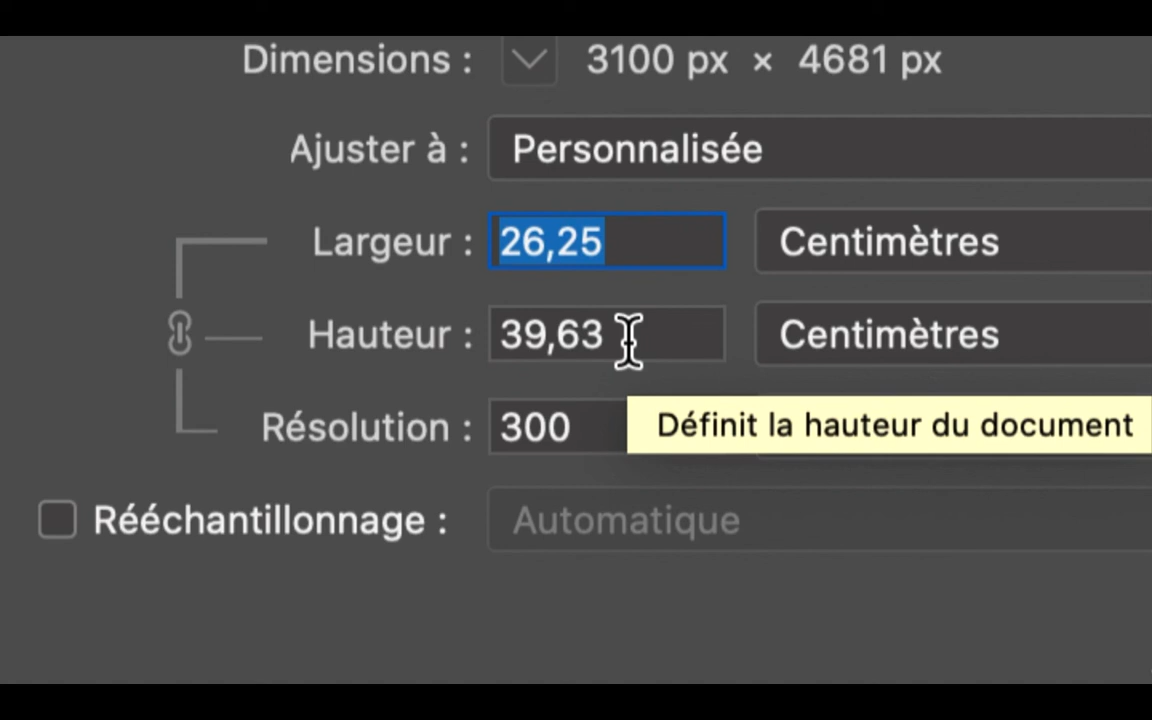 Dimensions : 3100 px × 4681 px
Ajuster à : Personnalisée
Largeur : 26,25 Centimètres
Hauteur : 39,63 Centimètres
Résolution : 300
Définit la hauteur du document
Rééchantillonnage : Automatique